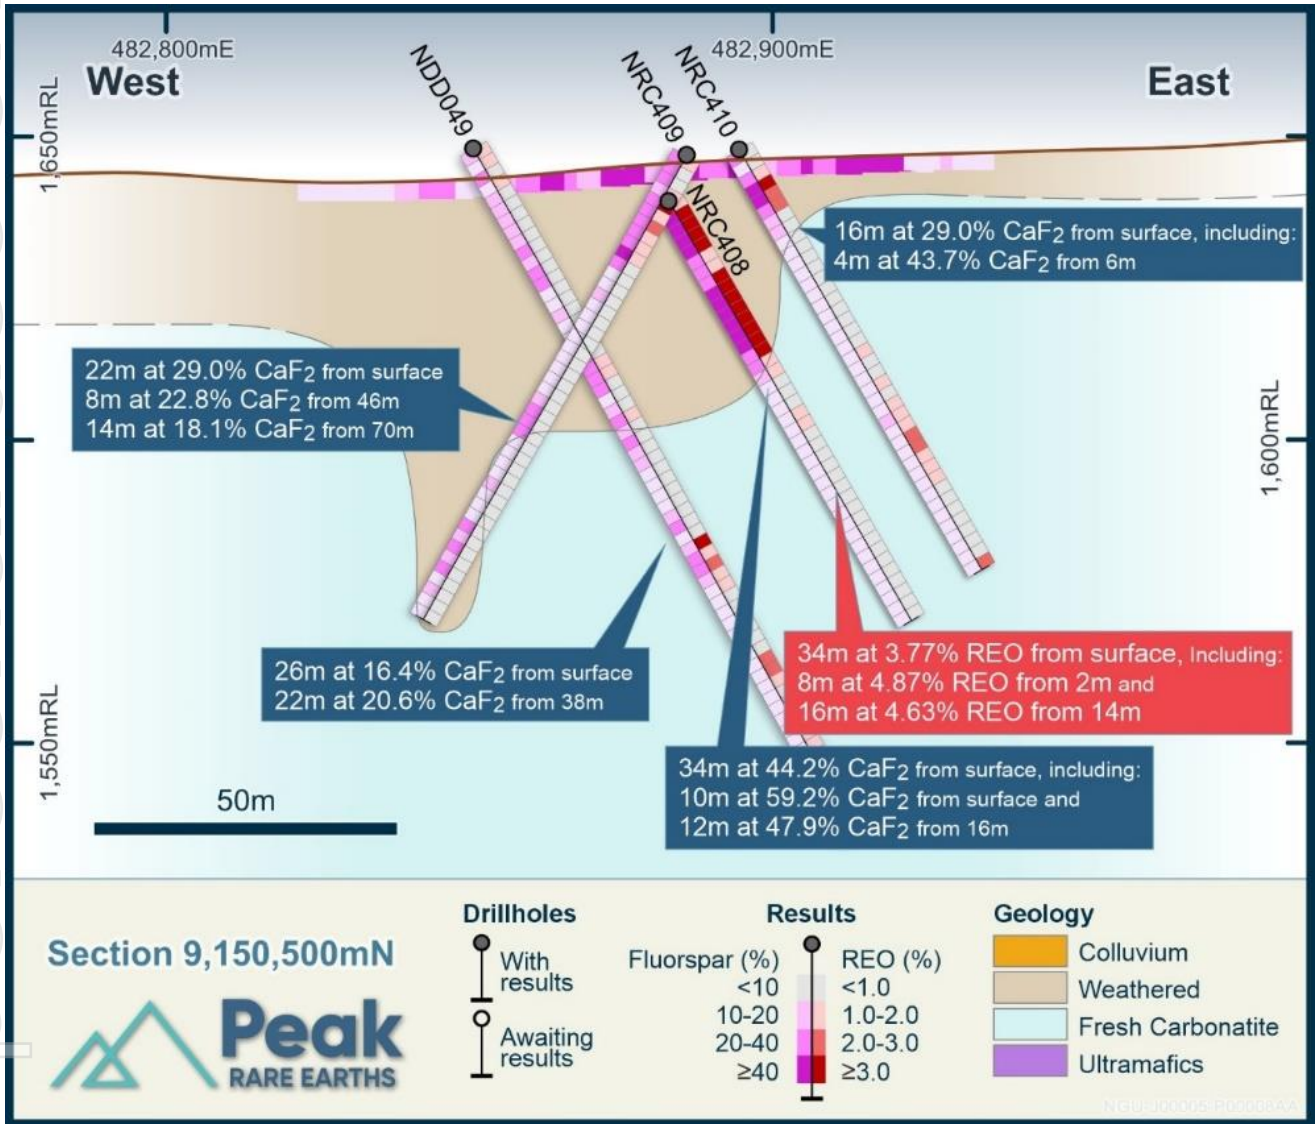 482,800mE
482,900mE
West
East
NDD049
NRC409
NRC410
NRC408
1,650mRL
1,600mRL
1,550mRL
16m at 29.0% CaF₂ from surface, including:
4m at 43.7% CaF₂ from 6m
22m at 29.0% CaF₂ from surface
8m at 22.8% CaF₂ from 46m
14m at 18.1% CaF₂ from 70m
26m at 16.4% CaF₂ from surface
22m at 20.6% CaF₂ from 38m
34m at 3.77% REO from surface, Including:
8m at 4.87% REO from 2m and
16m at 4.63% REO from 14m
34m at 44.2% CaF₂ from surface, including:
10m at 59.2% CaF₂ from surface and
12m at 47.9% CaF₂ from 16m
50m
Section 9,150,500mN
Peak
RARE EARTHS
Drillholes
With
results
Awaiting
results
Results
Fluorspar (%) REO (%)
<10 <1.0
10-20 1.0-2.0
20-40 2.0-3.0
≥40 ≥3.0
Geology
Colluvium
Weathered
Fresh Carbonatite
Ultramafics